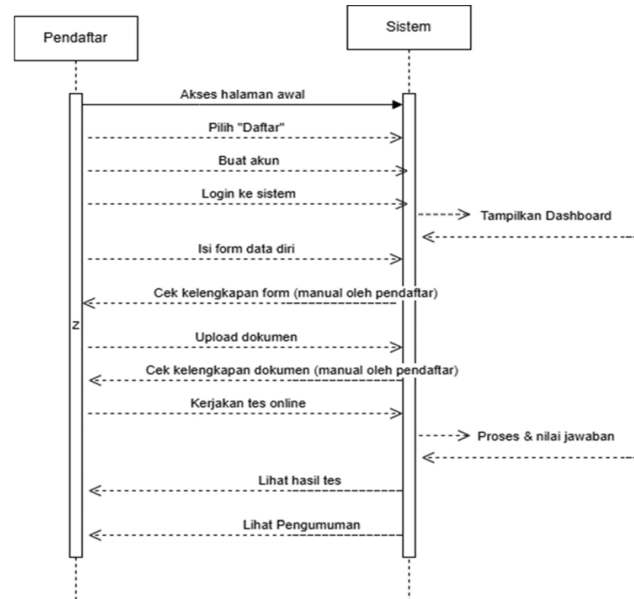 Pendaftar
Sistem
Akses halaman awal
Pilih "Daftar"
Buat akun
Login ke sistem
Tampilkan Dashboard
Isi form data diri
Cek kelengkapan form (manual oleh pendaftar)
z
Upload dokumen
Cek kelengkapan dokumen (manual oleh pendaftar)
Kerjakan tes online
Proses & nilai jawaban
Lihat hasil tes
Lihat Pengumuman